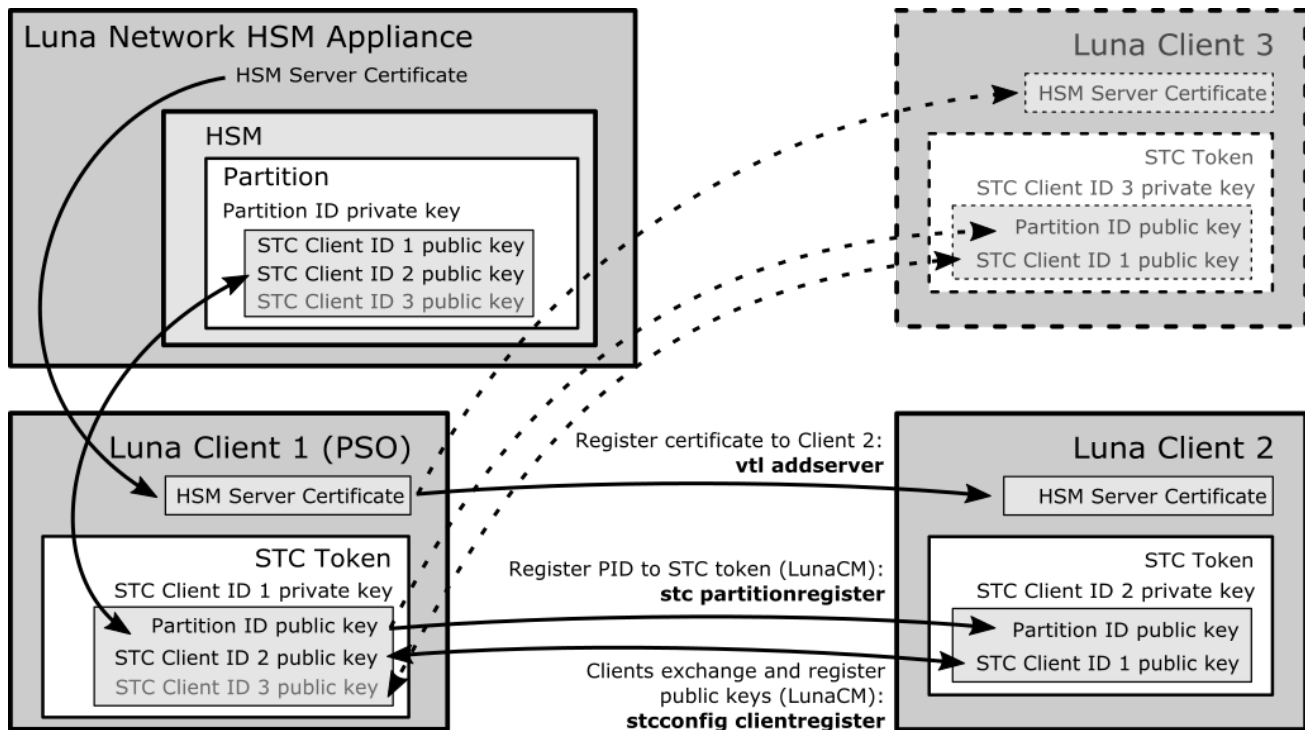 Luna Network HSM Appliance
HSM Server Certificate
HSM
Partition
Partition ID private key
STC Client ID 1 public key
STC Client ID 2 public key
STC Client ID 3 public key
Luna Client 3
HSM Server Certificate
STC Token
STC Client ID 3 private key
Partition ID public key
STC Client ID 1 public key
Luna Client 1 (PSO)
HSM Server Certificate
STC Token
STC Client ID 1 private key
Partition ID public key
STC Client ID 2 public key
STC Client ID 3 public key
Register certificate to Client 2:
vtl addserver
Register PID to STC token (LunaCM):
stc partitionregister
Clients exchange and register
public keys (LunaCM):
stcconfig clientregister
Luna Client 2
HSM Server Certificate
STC Token
STC Client ID 2 private key
Partition ID public key
STC Client ID 1 public key